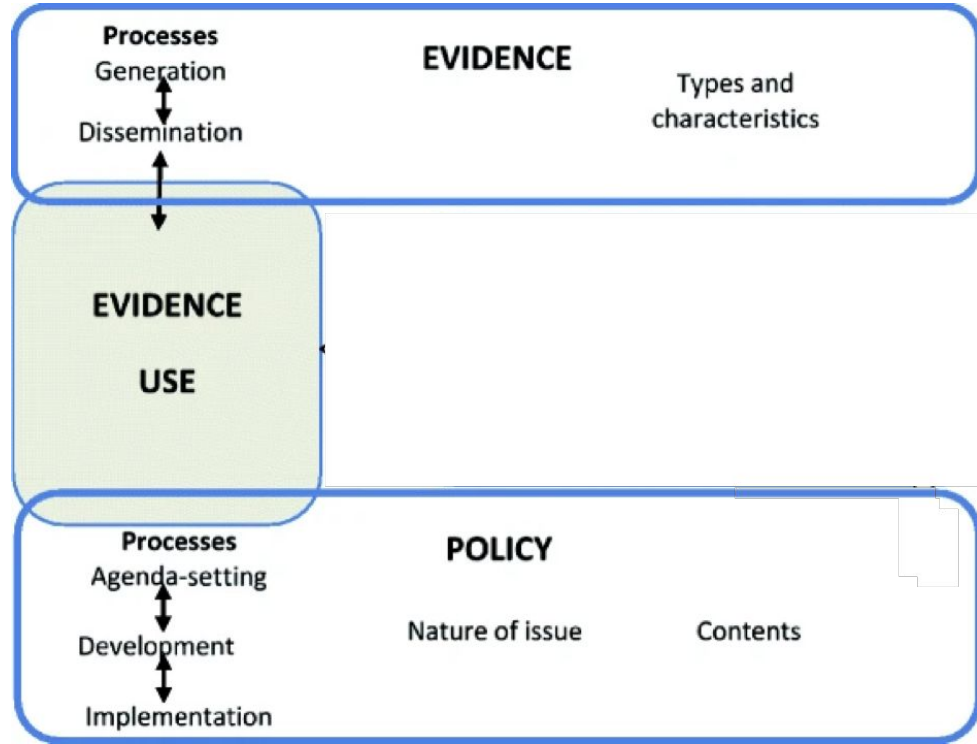 Processes
Generation
Dissemination
EVIDENCE
Types and
characteristics
EVIDENCE
USE
Processes
Agenda-setting
Development
Implementation
POLICY
Nature of issue
Contents